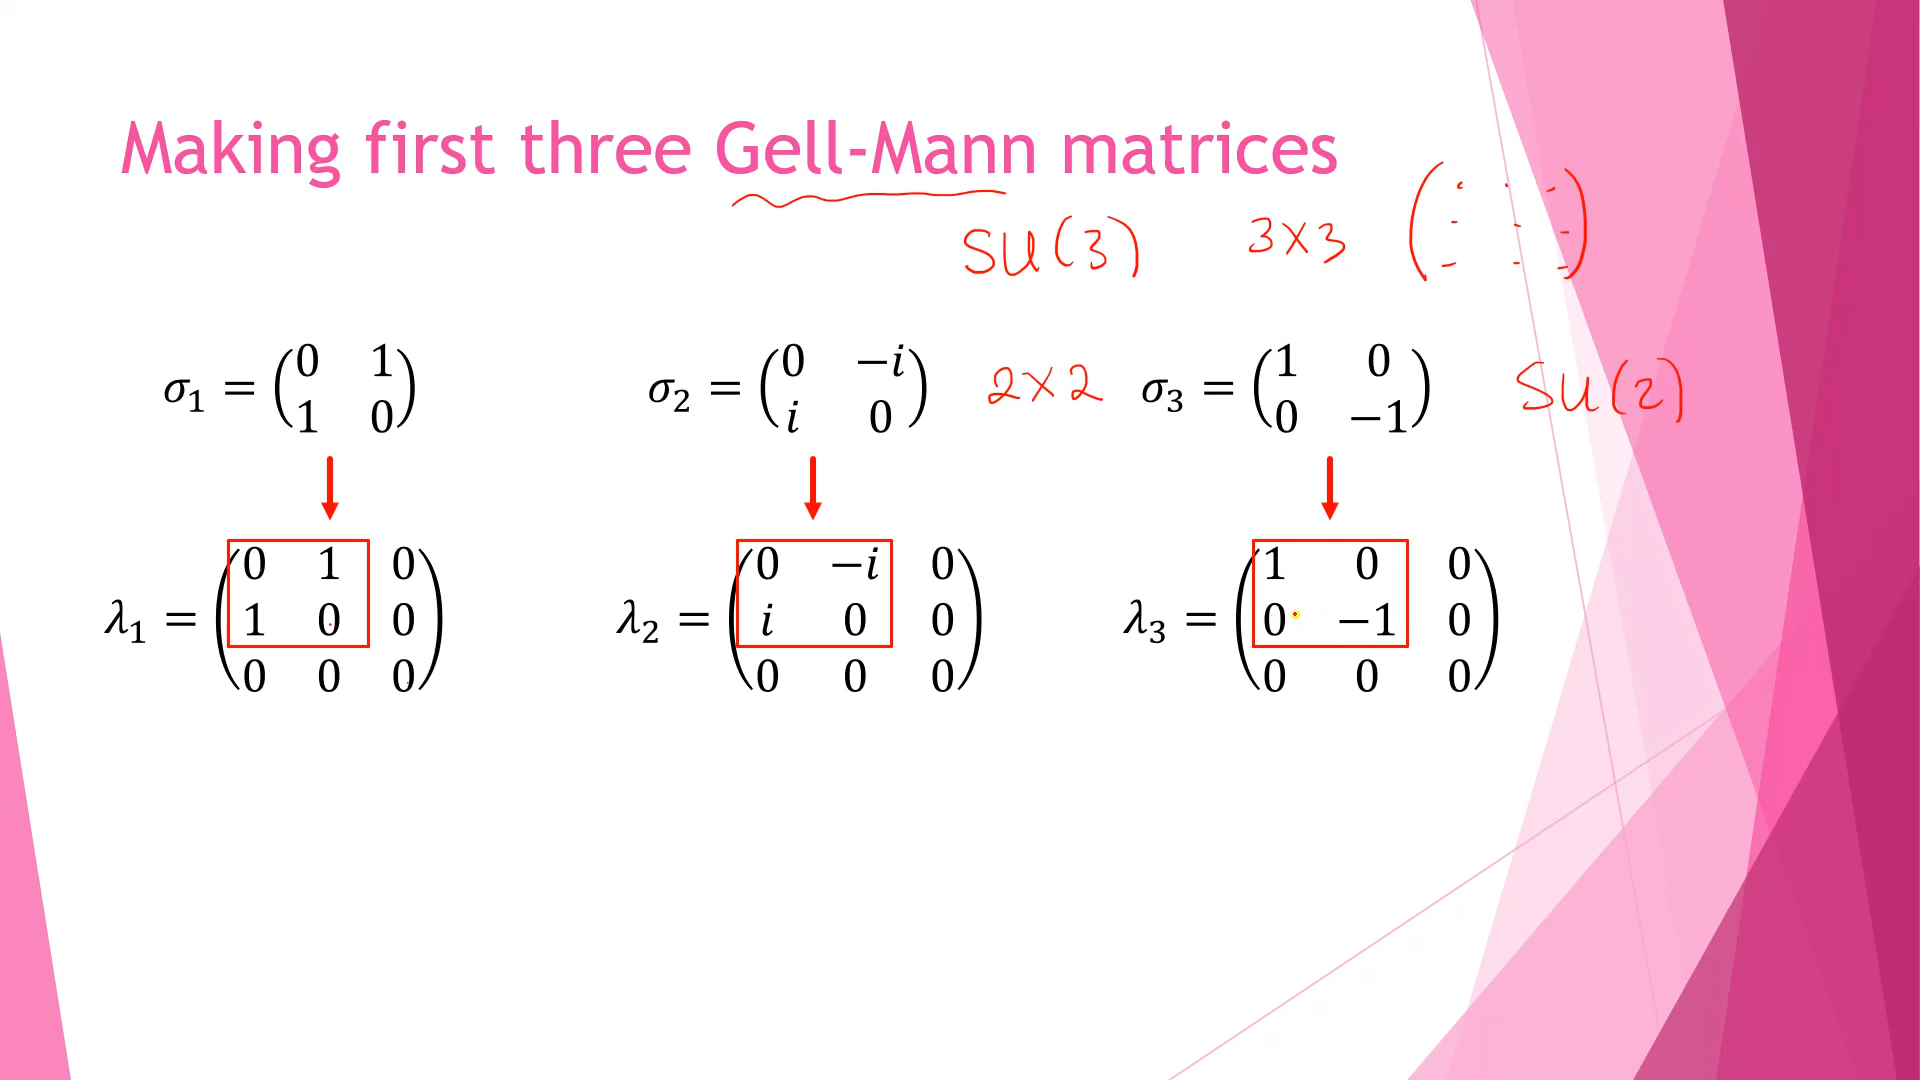 Making first three Gell-Mann matrices
SU(3) 3×3
σ₁ = (0 1
1 0) σ₂ = (0 −i
i 0) 2×2 σ₃ = (1 0
0 −1) SU(2)
λ₁ = (0 1 0
1 0 0
0 0 0) λ₂ = (0 −i 0
i 0 0
0 0 0) λ₃ = (1 0 0
0 −1 0
0 0 0)